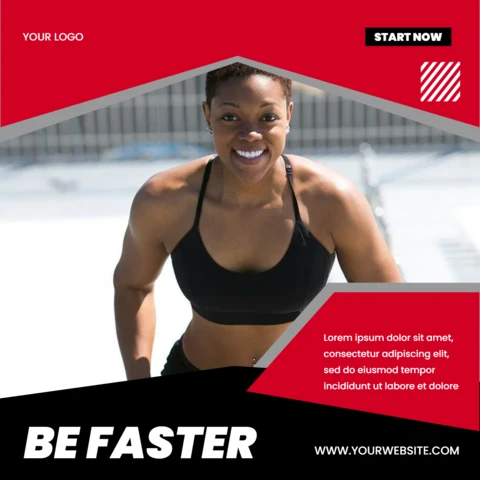 YOUR LOGO
START NOW
Lorem ipsum dolor sit amet,
consectetur adipiscing elit,
sed do eiusmod tempor
incididunt ut labore et dolore
BE FASTER
WWW.YOURWEBSITE.COM